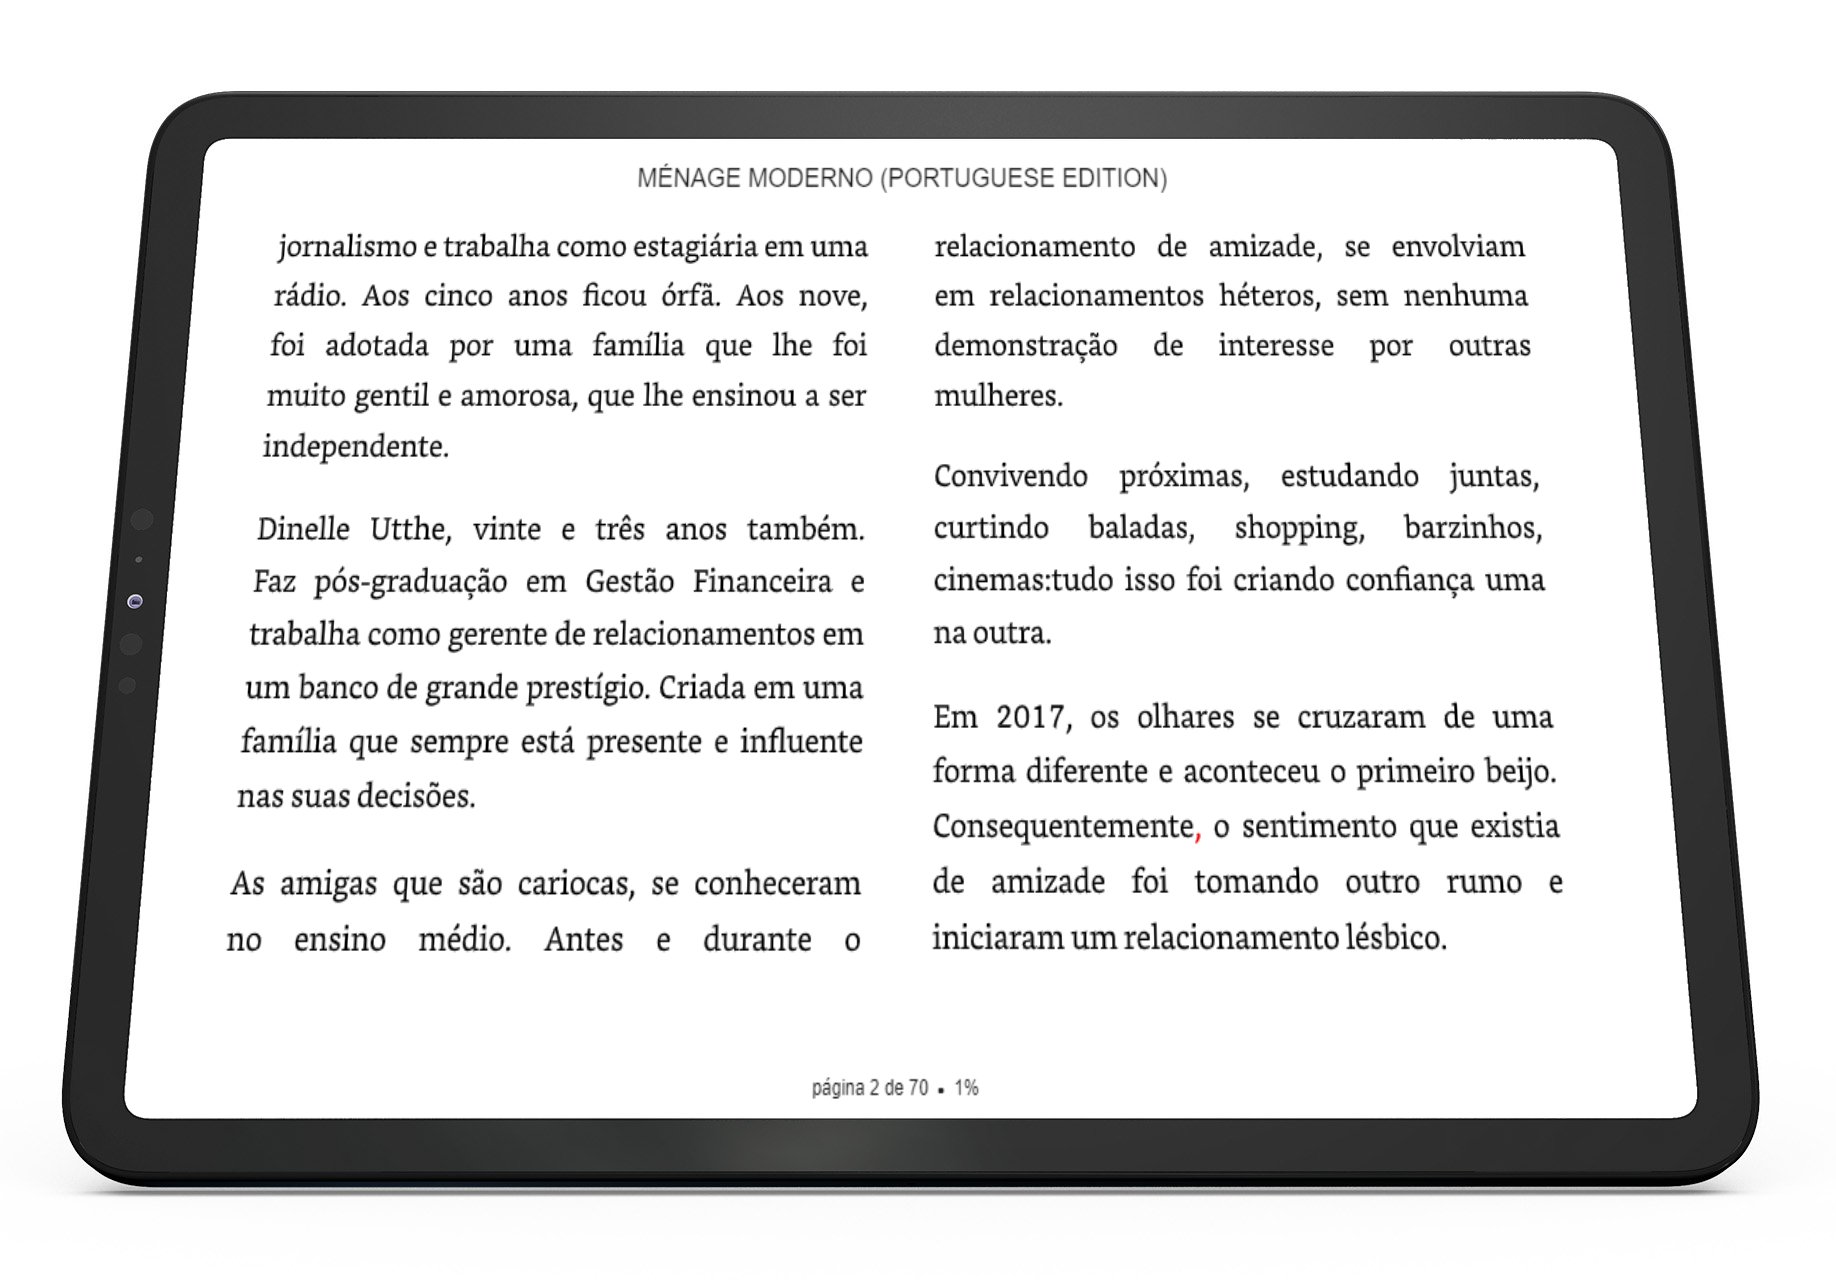 MÉNAGE MODERNO (PORTUGUESE EDITION)
jornalismo e trabalha como estagiária em uma
rádio. Aos cinco anos ficou órfã. Aos nove,
foi adotada por uma família que lhe foi
muito gentil e amorosa, que lhe ensinou a ser
independente.
Dinelle Utthe, vinte e três anos também.
Faz pós-graduação em Gestão Financeira e
trabalha como gerente de relacionamentos em
um banco de grande prestígio. Criada em uma
família que sempre está presente e influente
nas suas decisões.
As amigas que são cariocas, se conheceram
no ensino médio. Antes e durante o
relacionamento de amizade, se envolviam
em relacionamentos héteros, sem nenhuma
demonstração de interesse por outras
mulheres.
Convivendo próximas, estudando juntas,
curtindo baladas, shopping, barzinhos,
cinemas:tudo isso foi criando confiança uma
na outra.
Em 2017, os olhares se cruzaram de uma
forma diferente e aconteceu o primeiro beijo.
Consequentemente, o sentimento que existia
de amizade foi tomando outro rumo e
iniciaram um relacionamento lésbico.
página 2 de 70 • 1%